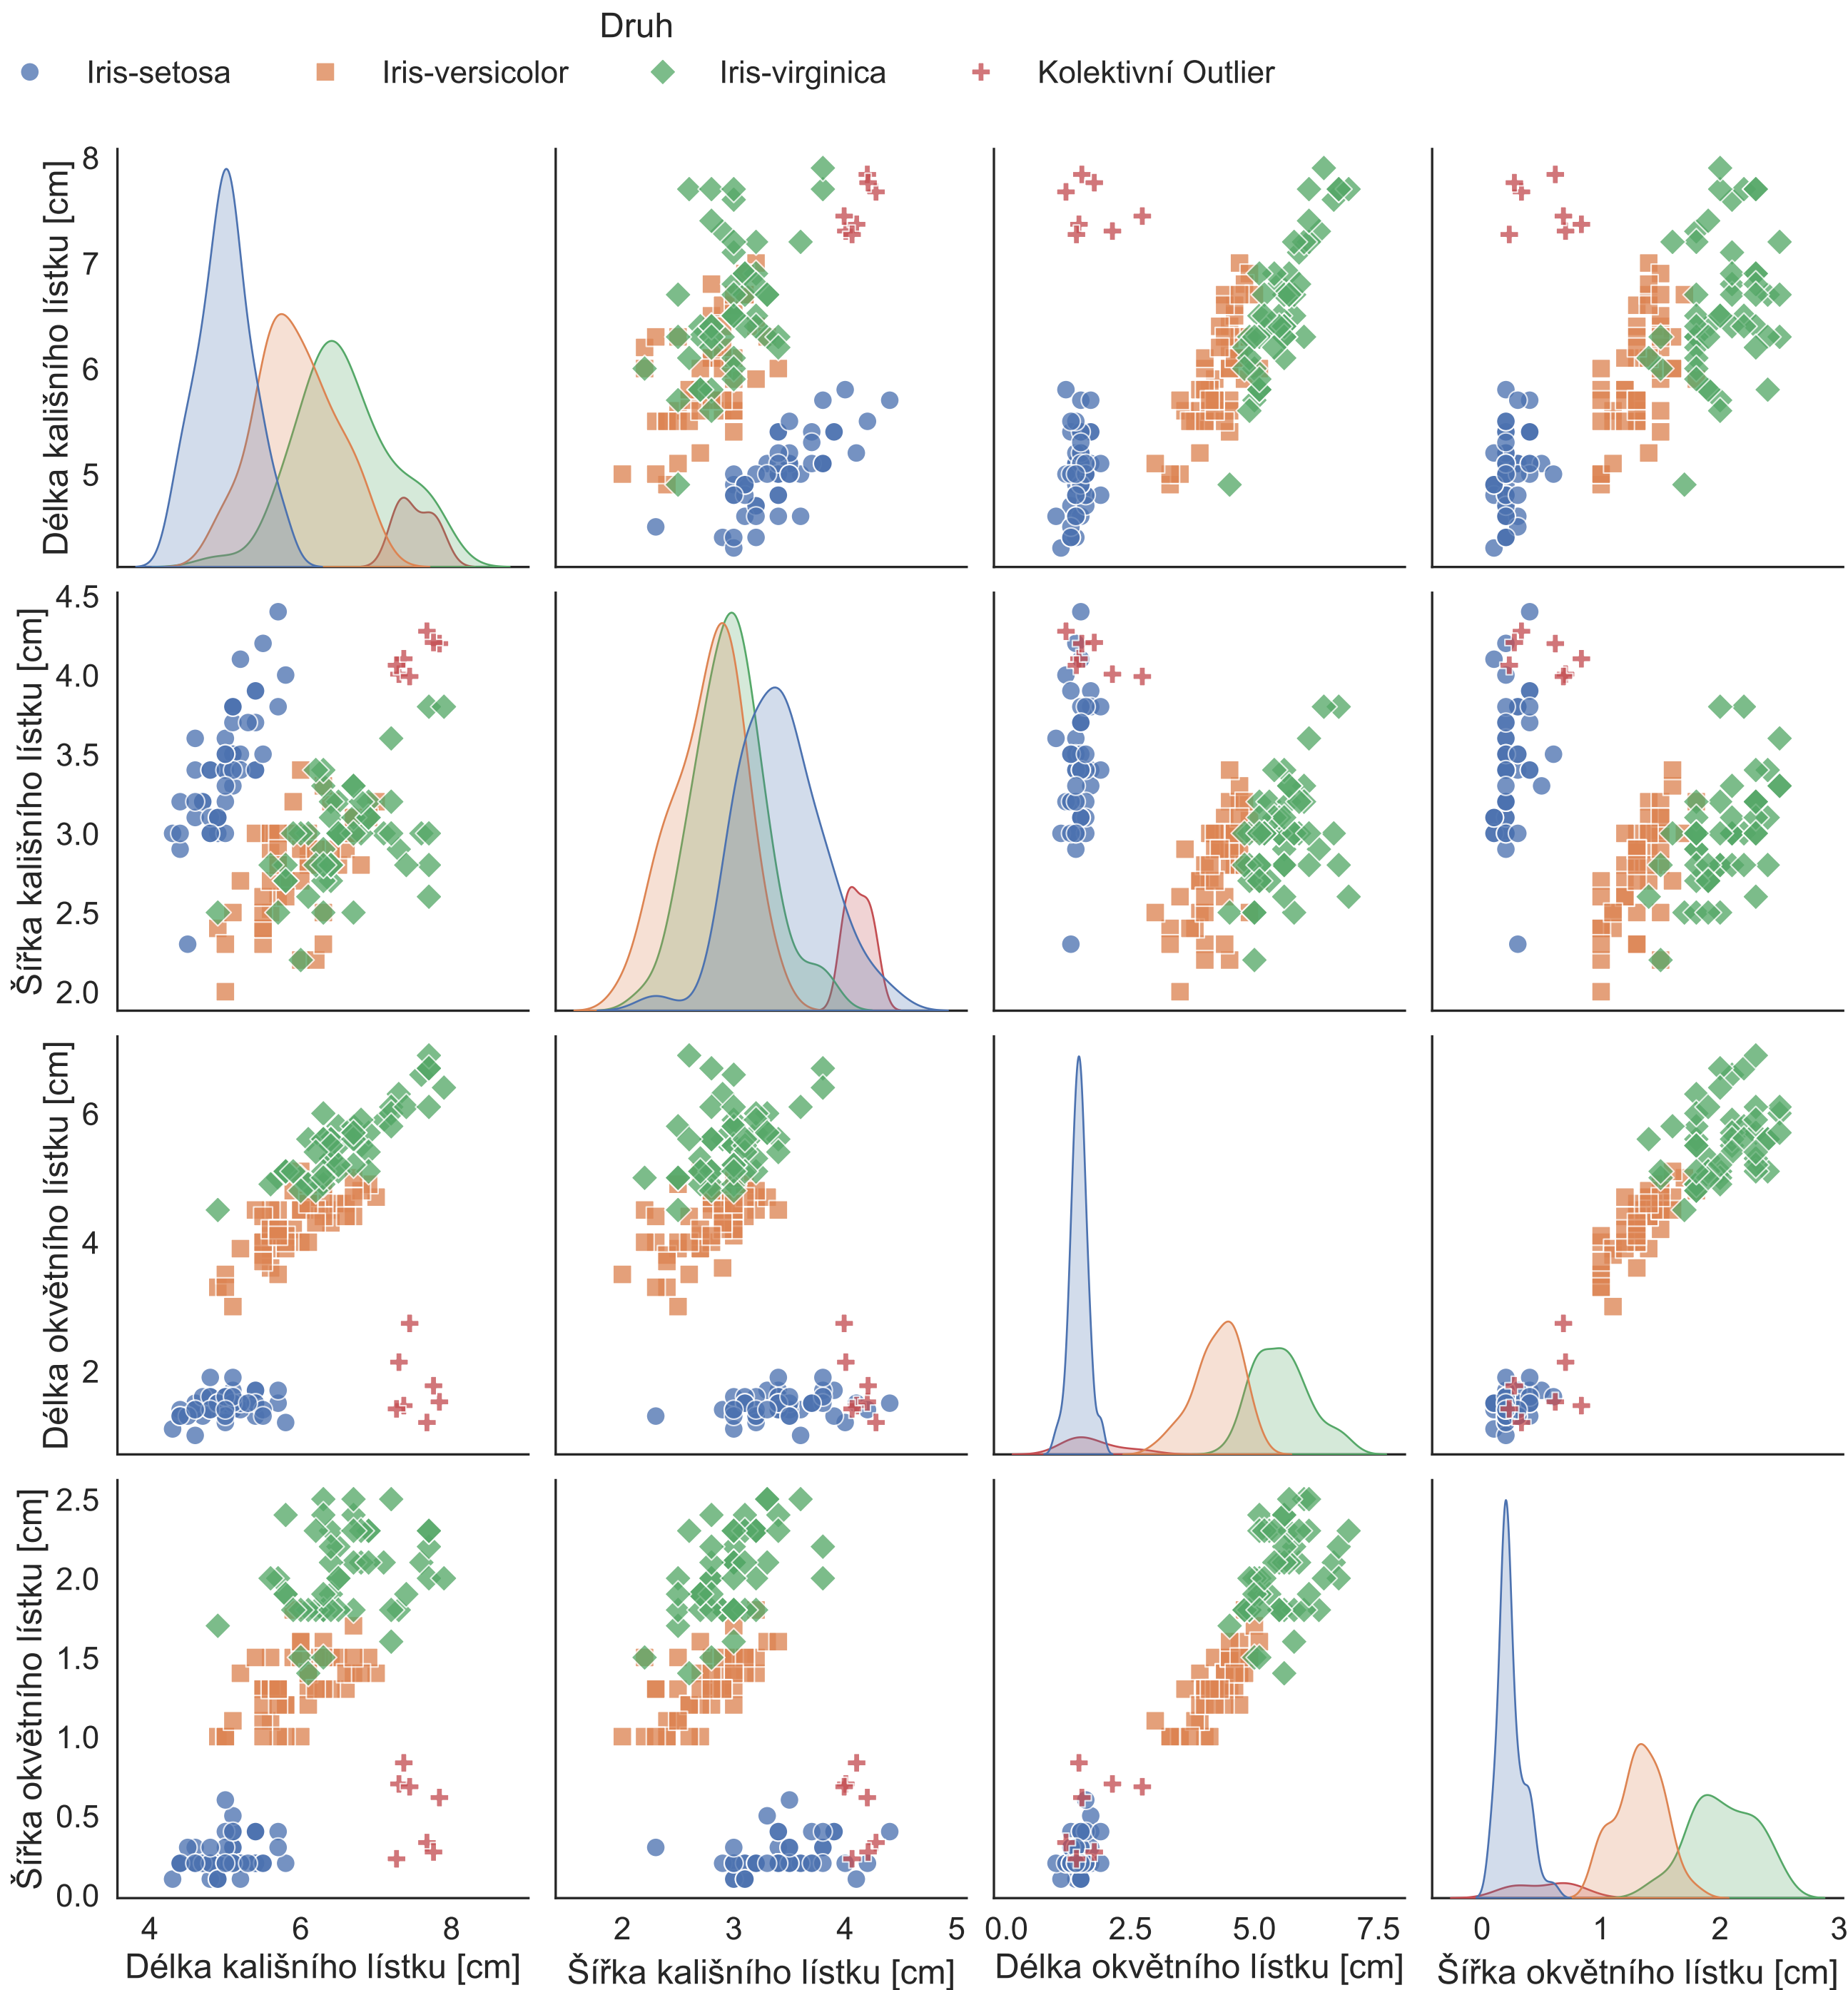 Druh
Iris-setosa Iris-versicolor Iris-virginica Kolektivní Outlier
Délka kališního lístku [cm]
8
7
6
5
Šířka kališního lístku [cm]
4.5
4.0
3.5
3.0
2.5
2.0
Délka okvětního lístku [cm]
6
4
2
Šířka okvětního lístku [cm]
2.5
2.0
1.5
1.0
0.5
0.0
4 6 8 2 3 4 5 0.0 2.5 5.0 7.5 0 1 2 3
Délka kališního lístku [cm] Šířka kališního lístku [cm] Délka okvětního lístku [cm] Šířka okvětního lístku [cm]